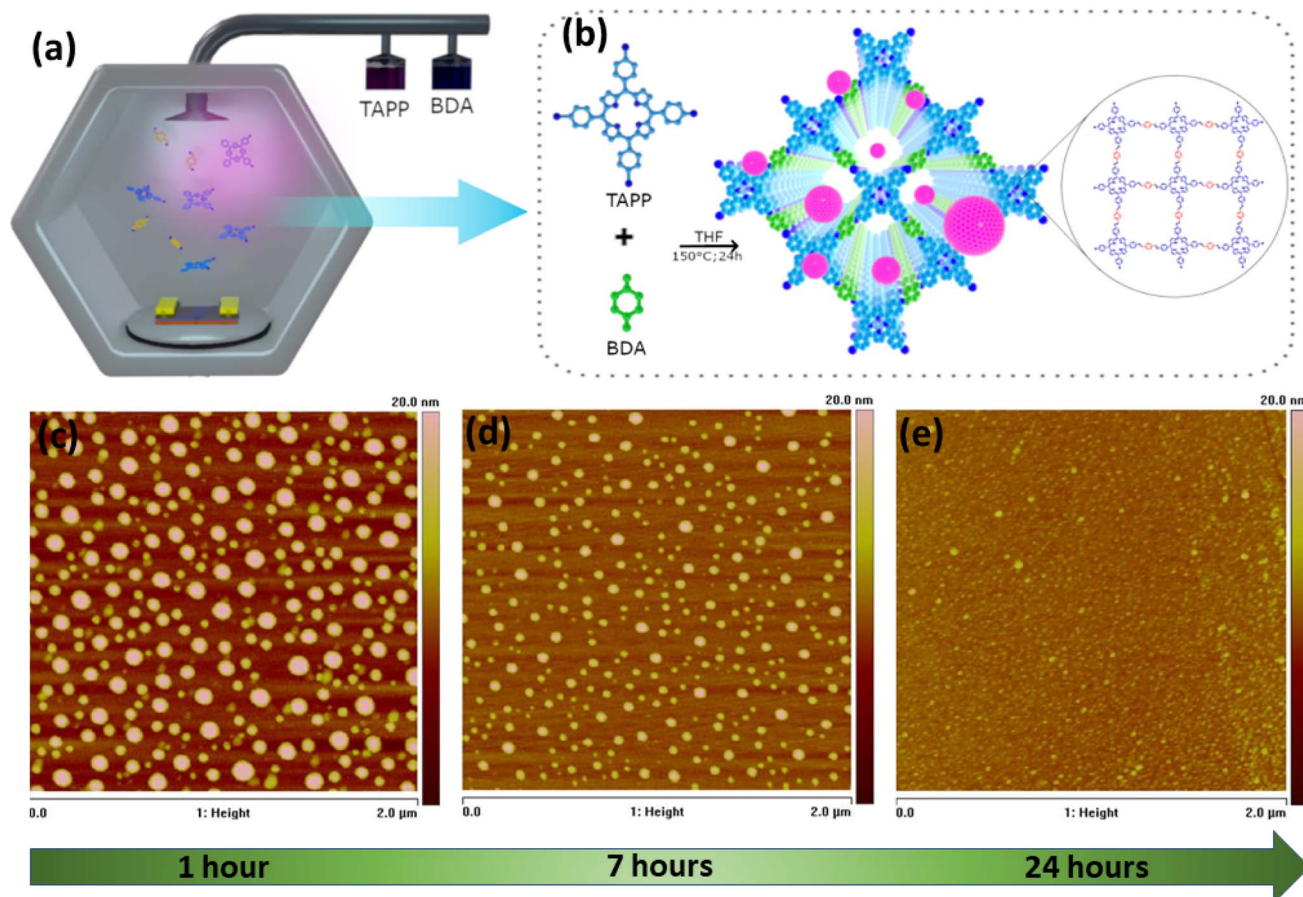 (a)
TAPP BDA
(b)
TAPP
+
THF
150°C;24h
BDA
20.0 nm
(c)
0.0 1: Height 2.0 µm
20.0 nm
(d)
0.0 1: Height 2.0 µm
20.0 nm
(e)
0.0 1: Height 2.0 µm
1 hour 7 hours 24 hours